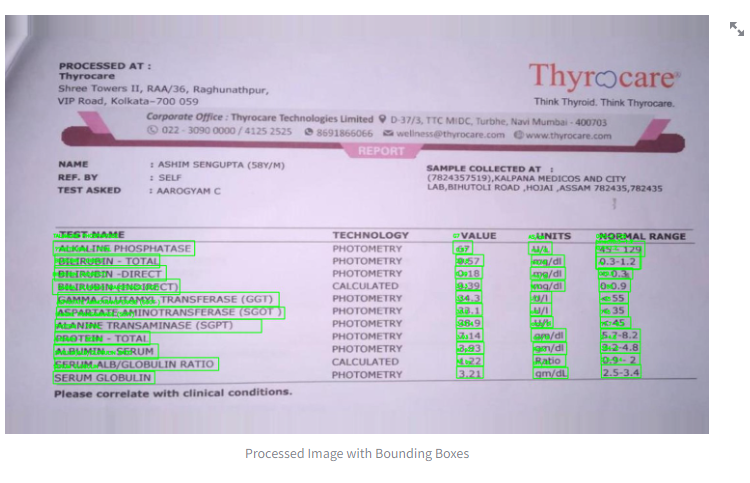 PROCESSED AT :
Thyrocare
Shree Towers II, RAA/36, Raghunathpur,
VIP Road, Kolkata-700 059
Thyrocare®
Think Thyroid. Think Thyrocare.
Corporate Office : Thyrocare Technologies Limited D-37/3, TTC MIDC, Turbhe, Navi Mumbai - 400703
022 - 3090 0000 / 4125 2525 8691866066 wellness@thyrocare.com www.thyrocare.com
REPORT
NAME : ASHIM SENGUPTA (58Y/M)
REF. BY : SELF
TEST ASKED : AAROGYAM C
SAMPLE COLLECTED AT :
(7824357519),KALPANA MEDICOS AND CITY
LAB,BIHUTOLI ROAD ,HOJAI ,ASSAM 782435,782435
TEST NAME TECHNOLOGY VALUE UNITS NORMAL RANGE
ALKALINE PHOSPHATASE PHOTOMETRY 67 U/L 45 - 129
BILIRUBIN - TOTAL PHOTOMETRY 0.57 mg/dl 0.3-1.2
BILIRUBIN -DIRECT PHOTOMETRY 0.18 mg/dl < 0.3
BILIRUBIN (INDIRECT) CALCULATED 0.39 mg/dl 0-0.9
GAMMA GLUTAMYL TRANSFERASE (GGT) PHOTOMETRY 24.3 U/l < 55
ASPARTATE AMINOTRANSFERASE (SGOT ) PHOTOMETRY 33.1 U/l < 35
ALANINE TRANSAMINASE (SGPT) PHOTOMETRY 38.9 U/l < 45
PROTEIN - TOTAL PHOTOMETRY 7.14 gm/dl 5.7-8.2
ALBUMIN - SERUM PHOTOMETRY 3.93 gm/dl 3.2-4.8
SERUM ALB/GLOBULIN RATIO CALCULATED 1.22 Ratio 0.9 - 2
SERUM GLOBULIN PHOTOMETRY 3.21 gm/dL 2.5-3.4
Please correlate with clinical conditions.
Processed Image with Bounding Boxes